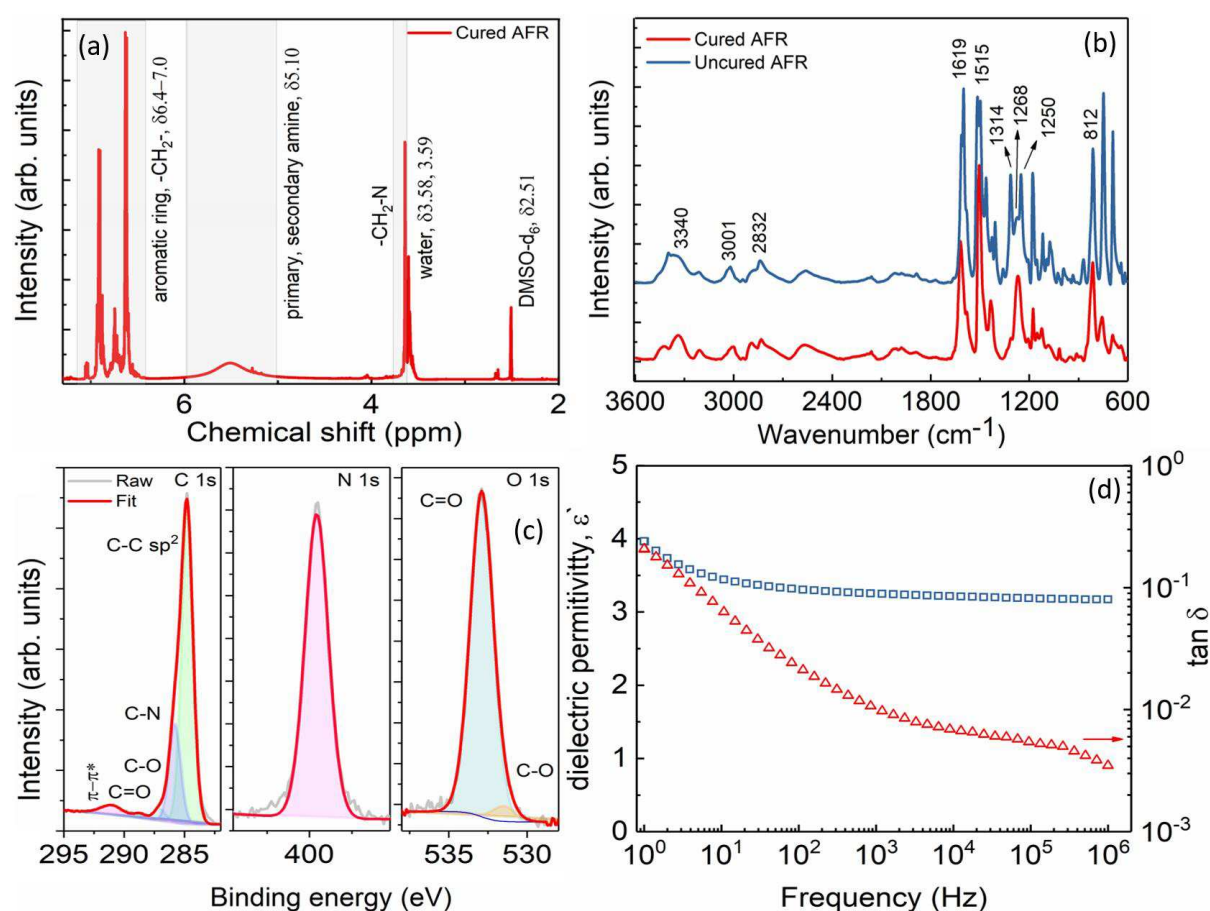 (a)
Cured AFR
aromatic ring, -CH2-, δ6.4–7.0
primary, secondary amine, δ5.10
-CH2-N
water, δ3.58, 3.59
DMSO-d6, δ2.51
Intensity (arb. units)
6
4
2
Chemical shift (ppm)
(b)
Cured AFR
Uncured AFR
3340
3001
2832
1619
1515
1314
1268
1250
812
Intensity (arb. units)
3600
3000
2400
1800
1200
600
Wavenumber (cm-1)
Raw
Fit
C 1s
C-C sp2
C-N
C-O
C=O
π–π*
N 1s
O 1s
C=O
(c)
C-O
Intensity (arb. units)
295
290
285
400
535
530
Binding energy (eV)
(d)
dielectric permitivitty, ε`
5
4
3
2
1
0
10^0
10^-1
10^-2
10^-3
tan δ
10^0
10^1
10^2
10^3
10^4
10^5
10^6
Frequency (Hz)